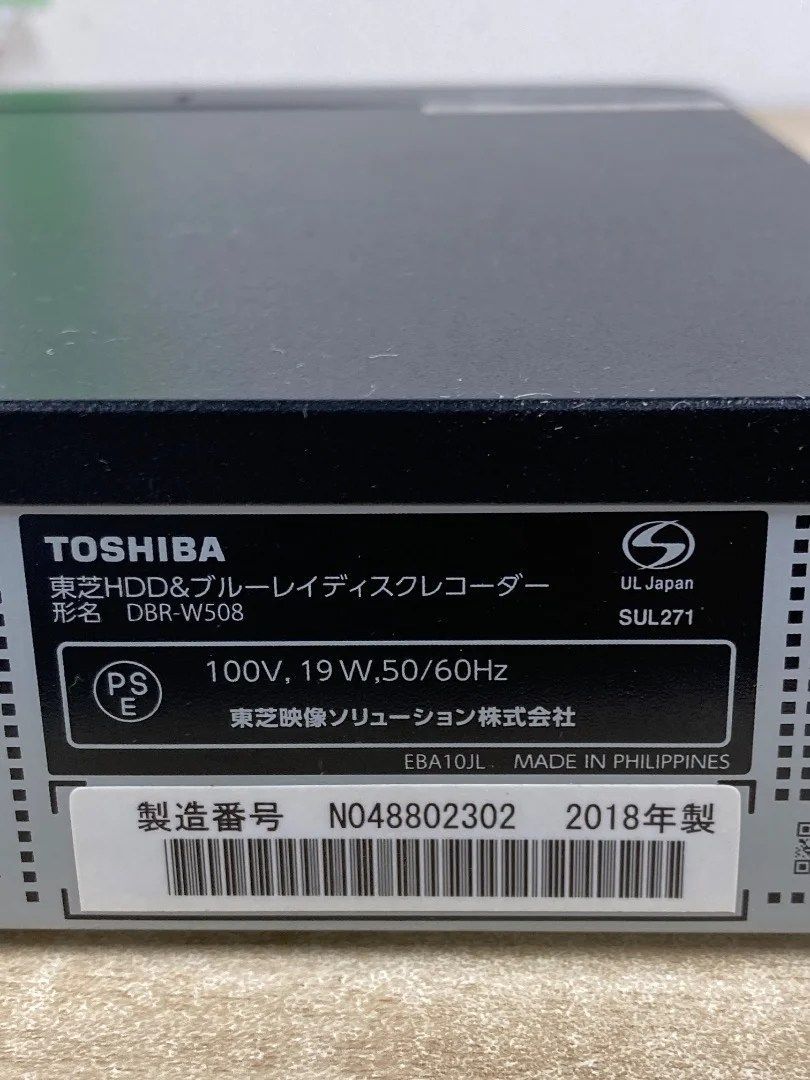 TOSHIBA
東芝HDD&ブルーレイディスクレコーダー
形名 DBR-W508
UL Japan
SUL271
PS
E
100V, 19W,50/60Hz
東芝映像ソリューション株式会社
EBA10JL MADE IN PHILIPPINES
製造番号 N048802302 2018年製